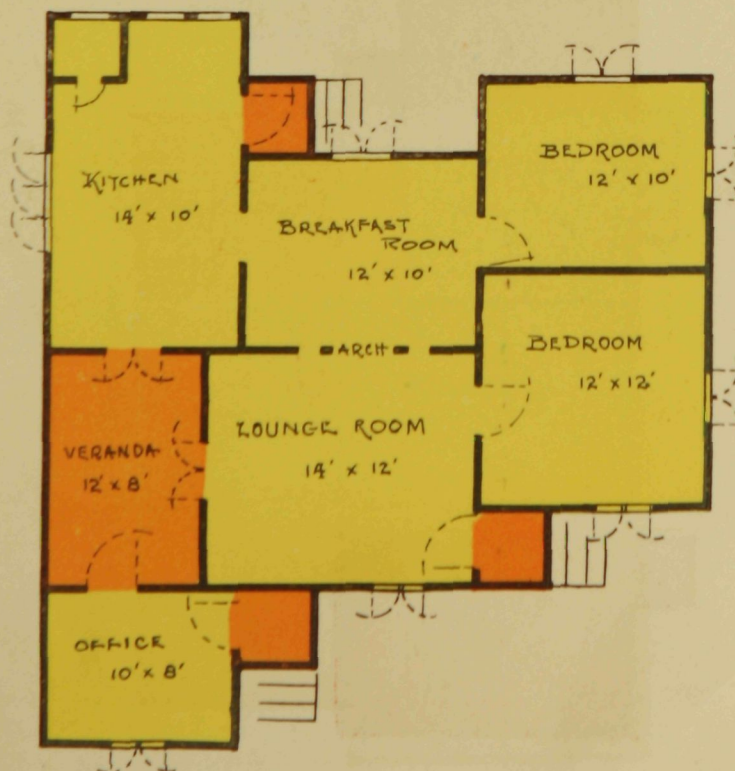 KITCHEN
14' x 10'
BREAKFAST
ROOM
12' x 10'
BEDROOM
12' x 10'
ARCH
BEDROOM
12' x 12'
VERANDA
12' x 8'
LOUNGE ROOM
14' x 12'
OFFICE
10' x 8'